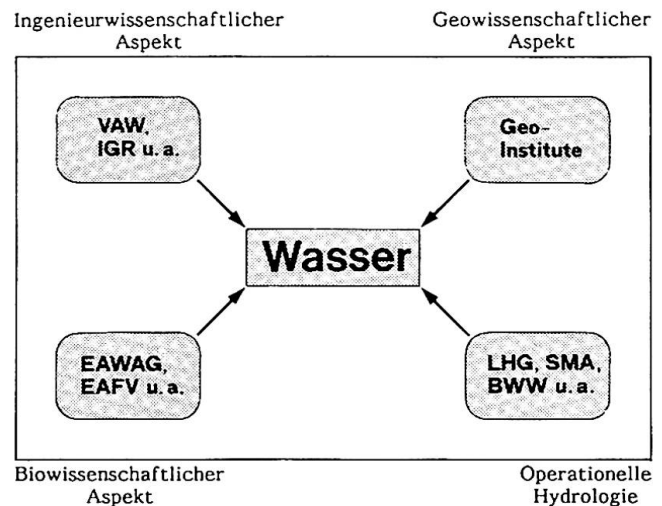 Ingenieurwissenschaftlicher
Aspekt
Geowissenschaftlicher
Aspekt
VAW,
IGR u. a.
Geo-
Institute
Wasser
EAWAG,
EAFV u. a.
LHG, SMA,
BWW u. a.
Biowissenschaftlicher
Aspekt
Operationelle
Hydrologie